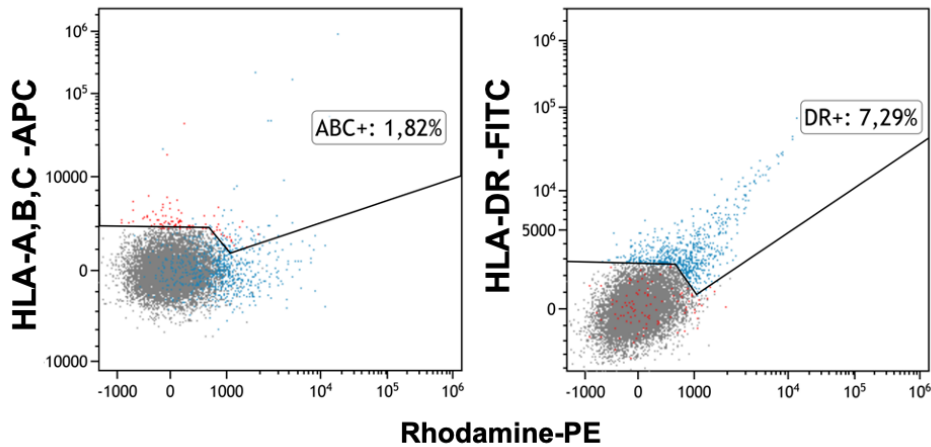 HLA-A,B,C -APC
10⁶
10⁵
10000
0
10000
ABC+: 1,82%
-1000 0 1000 10⁴ 10⁵ 10⁶
HLA-DR -FITC
10⁶
10⁵
10⁴
5000
0
DR+: 7,29%
-1000 0 1000 10⁴ 10⁵ 10⁶
Rhodamine-PE